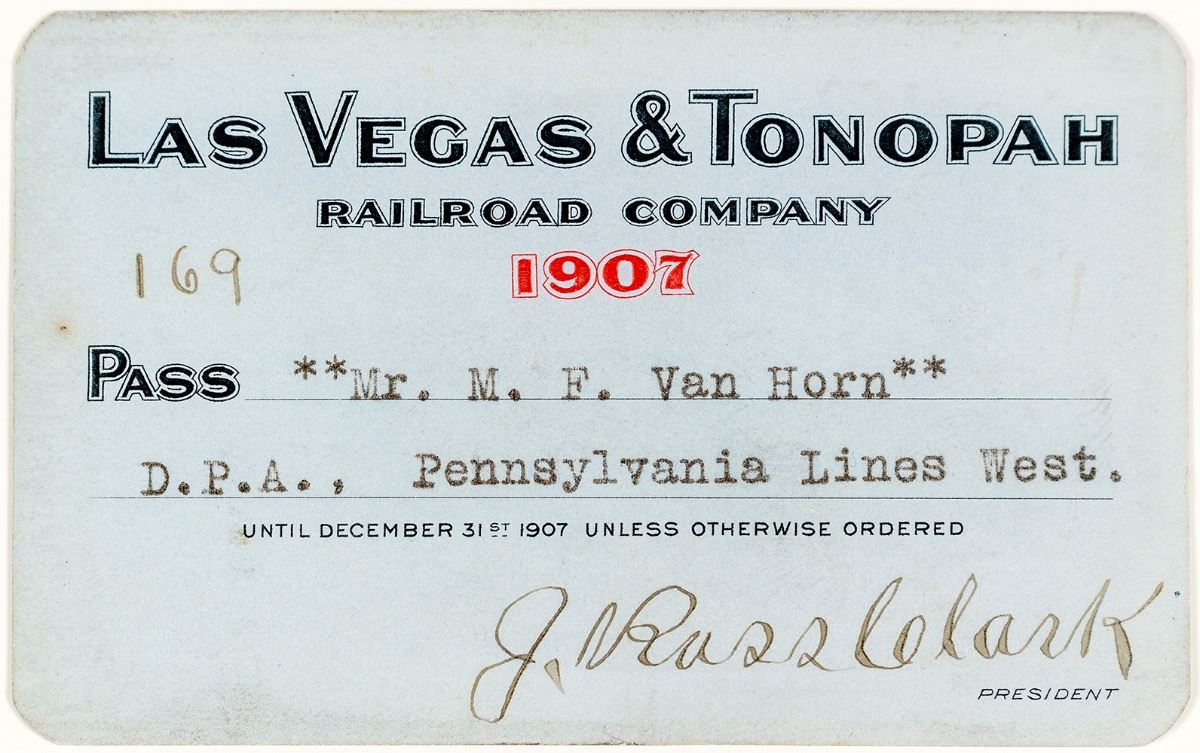 LAS VEGAS & TONOPAH
RAILROAD COMPANY
1907
169
PASS **Mr. M. F. Van Horn**
D.P.A., Pennsylvania Lines West.
UNTIL DECEMBER 31ST 1907 UNLESS OTHERWISE ORDERED
J. Ross Clark
PRESIDENT